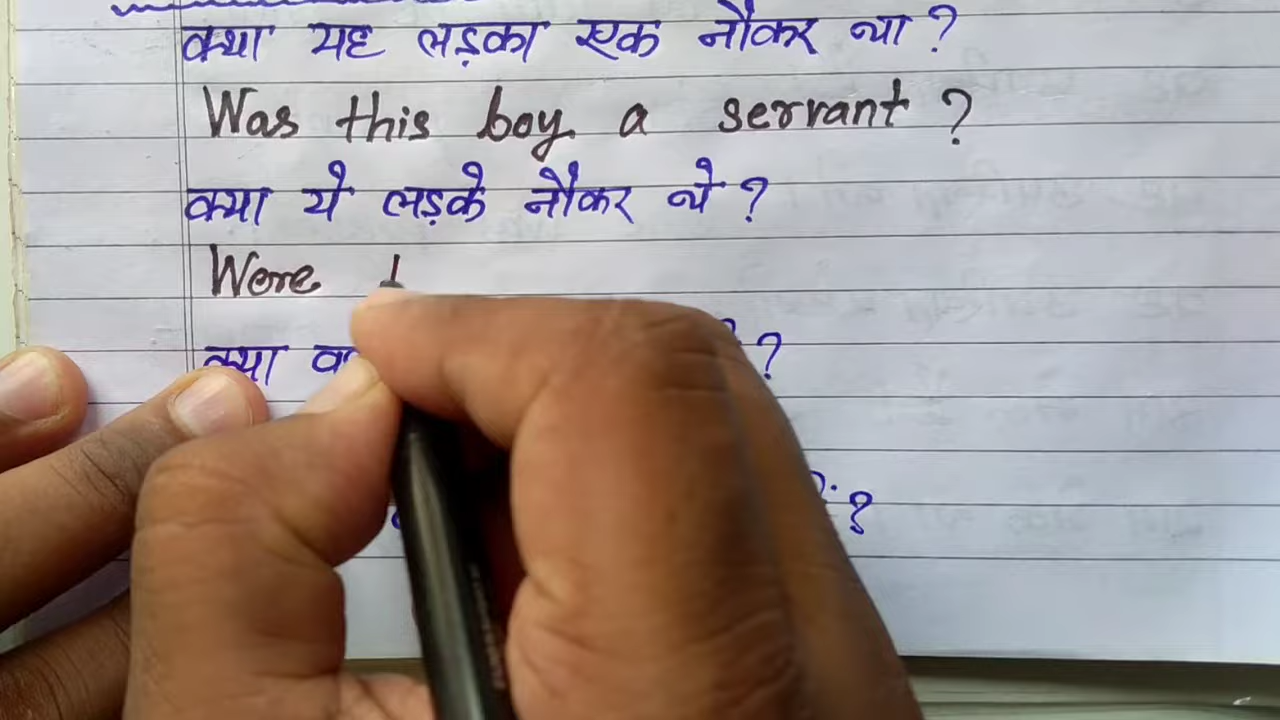 क्या यह लड़का एक नौकर था ?
Was this boy a servant ?
क्या ये लड़के नौकर थे ?
Were
क्या ?
?